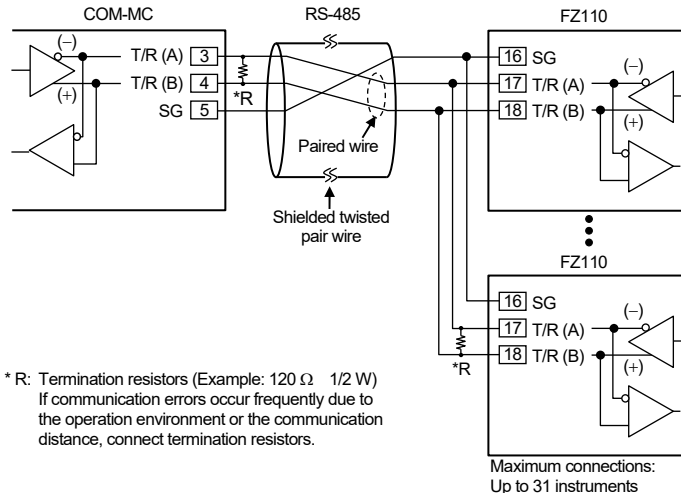 COM-MC
RS-485
FZ110
(−)
T/R (A) 3
T/R (B) 4
(+)
SG 5
*R
Paired wire
Shielded twisted
pair wire
16 SG
17 T/R (A)
(−)
18 T/R (B)
(+)
FZ110
16 SG
17 T/R (A)
(−)
18 T/R (B)
(+)
*R
* R: Termination resistors (Example: 120 Ω 1/2 W)
If communication errors occur frequently due to
the operation environment or the communication
distance, connect termination resistors.
Maximum connections:
Up to 31 instruments